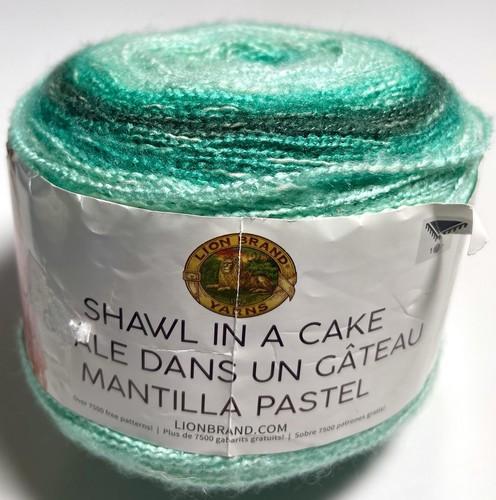 LION BRAND
YARNS
SHAWL IN A CAKE
ALE DANS UN GÂTEAU
MANTILLA PASTEL
Over 7500 free patterns! | Plus de 7500 gabarits gratuits! | Sobre 7500 patrones gratis!
LIONBRAND.COM